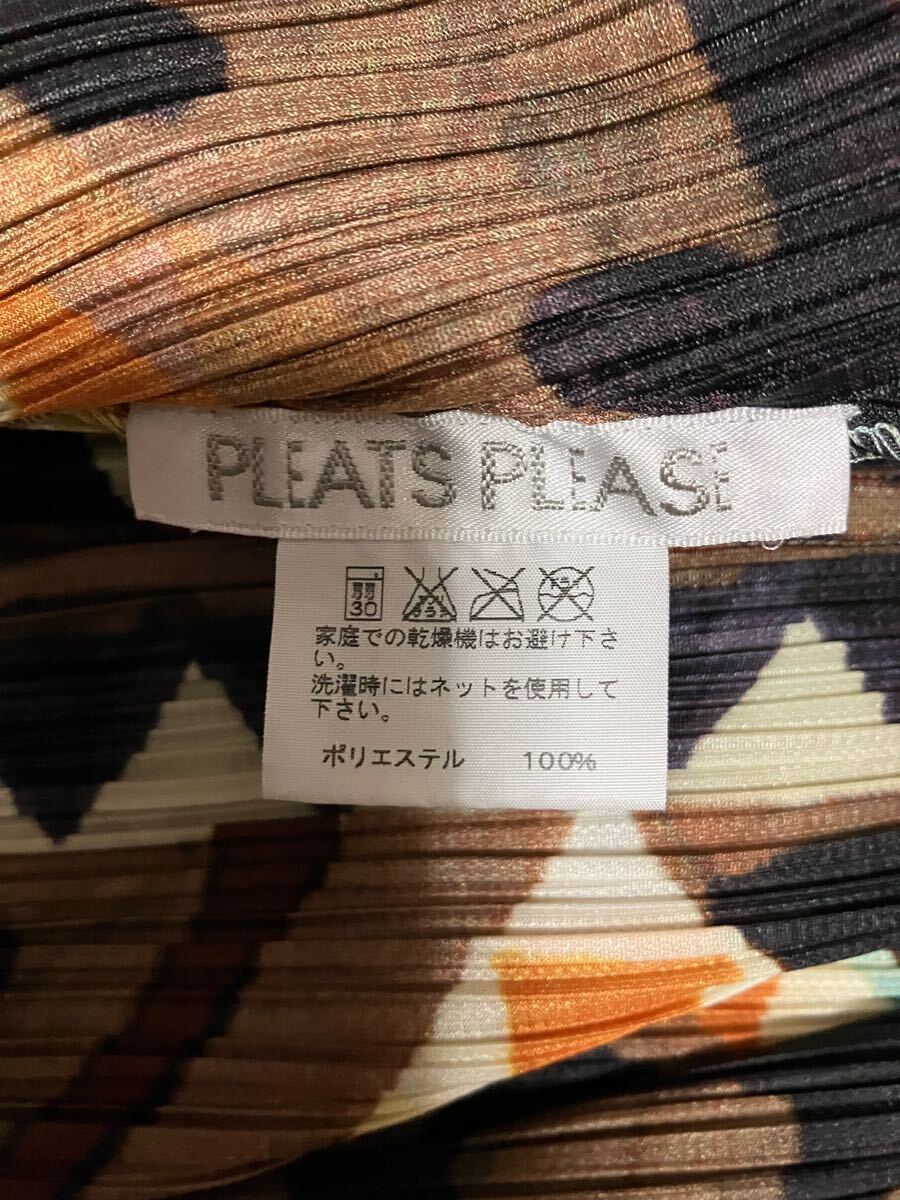 PLEATS PLEASE
弱
30
家庭での乾燥機はお避け下さ
い。
洗濯時にはネットを使用して
下さい。
ポリエステル 100%